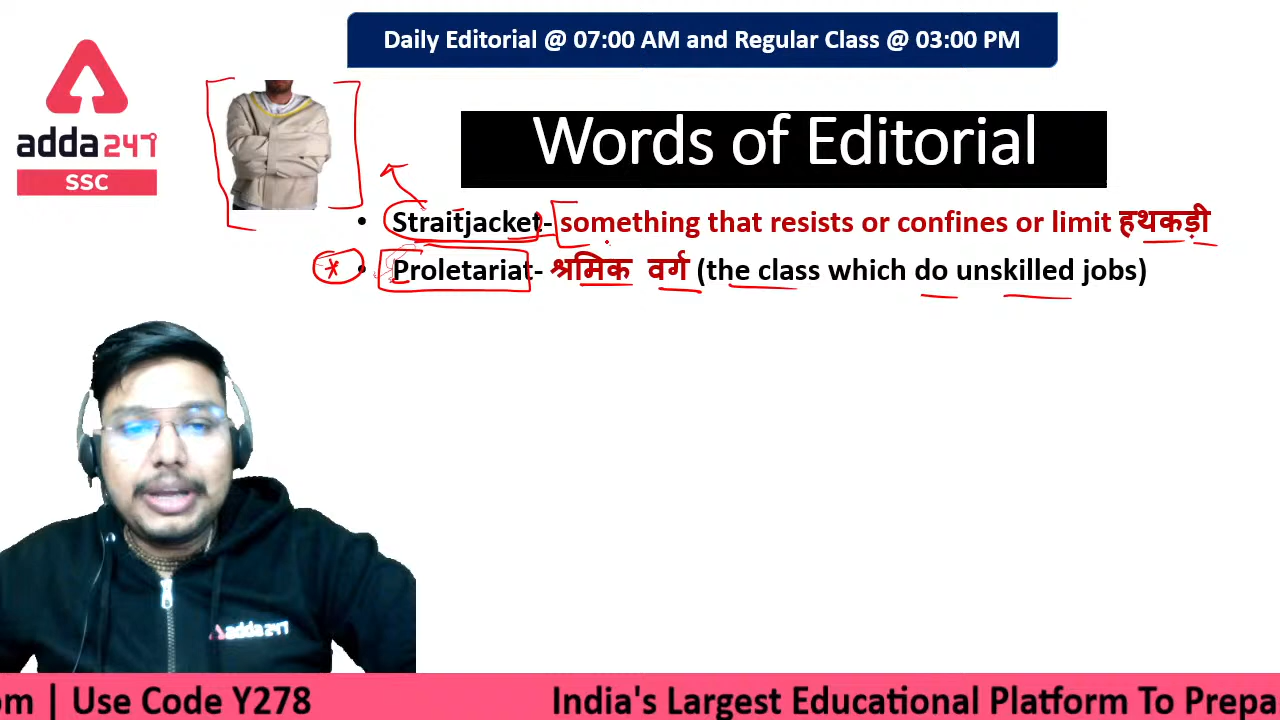 Daily Editorial @ 07:00 AM and Regular Class @ 03:00 PM
adda247
SSC
Words of Editorial
• Straitjacket- something that resists or confines or limit हथकड़ी
• Proletariat- श्रमिक वर्ग (the class which do unskilled jobs)
adda247
om | Use Code Y278 India's Largest Educational Platform To Prepa